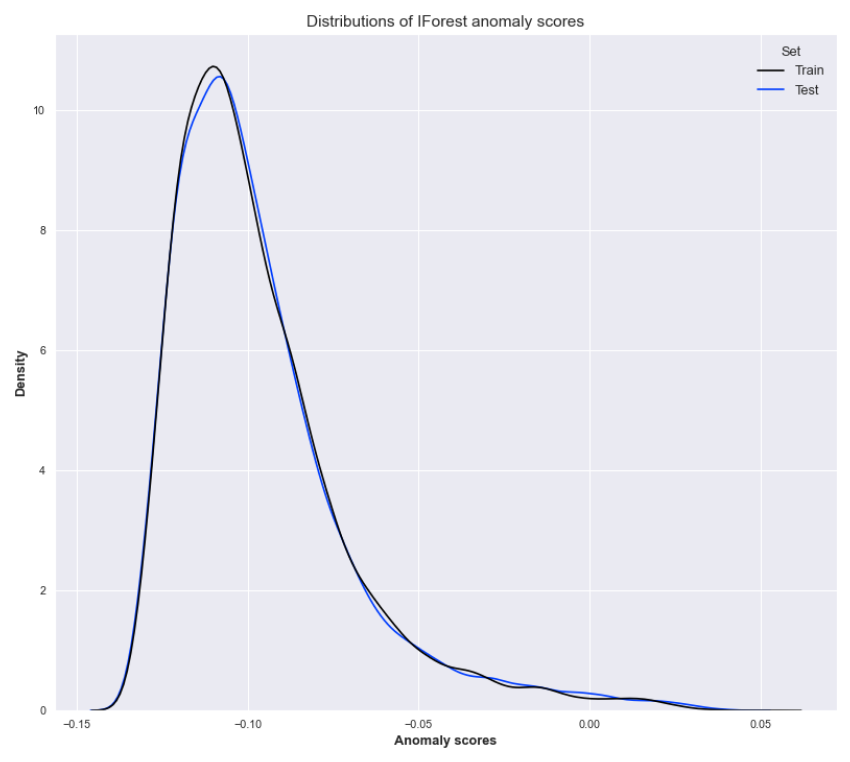 Distributions of IForest anomaly scores
Set
Train
Test
10
8
6
4
2
0
Density
−0.15
−0.10
−0.05
0.00
0.05
Anomaly scores